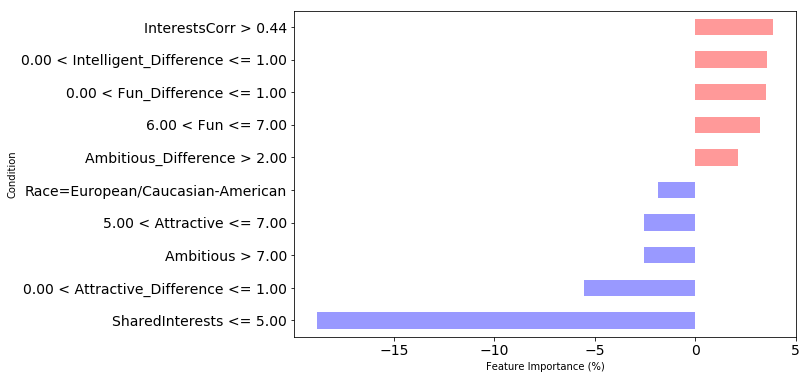 InterestsCorr > 0.44
0.00 < Intelligent_Difference <= 1.00
0.00 < Fun_Difference <= 1.00
6.00 < Fun <= 7.00
Ambitious_Difference > 2.00
Race=European/Caucasian-American
5.00 < Attractive <= 7.00
Ambitious > 7.00
0.00 < Attractive_Difference <= 1.00
SharedInterests <= 5.00
Condition
−15 −10 −5 0 5
Feature Importance (%)